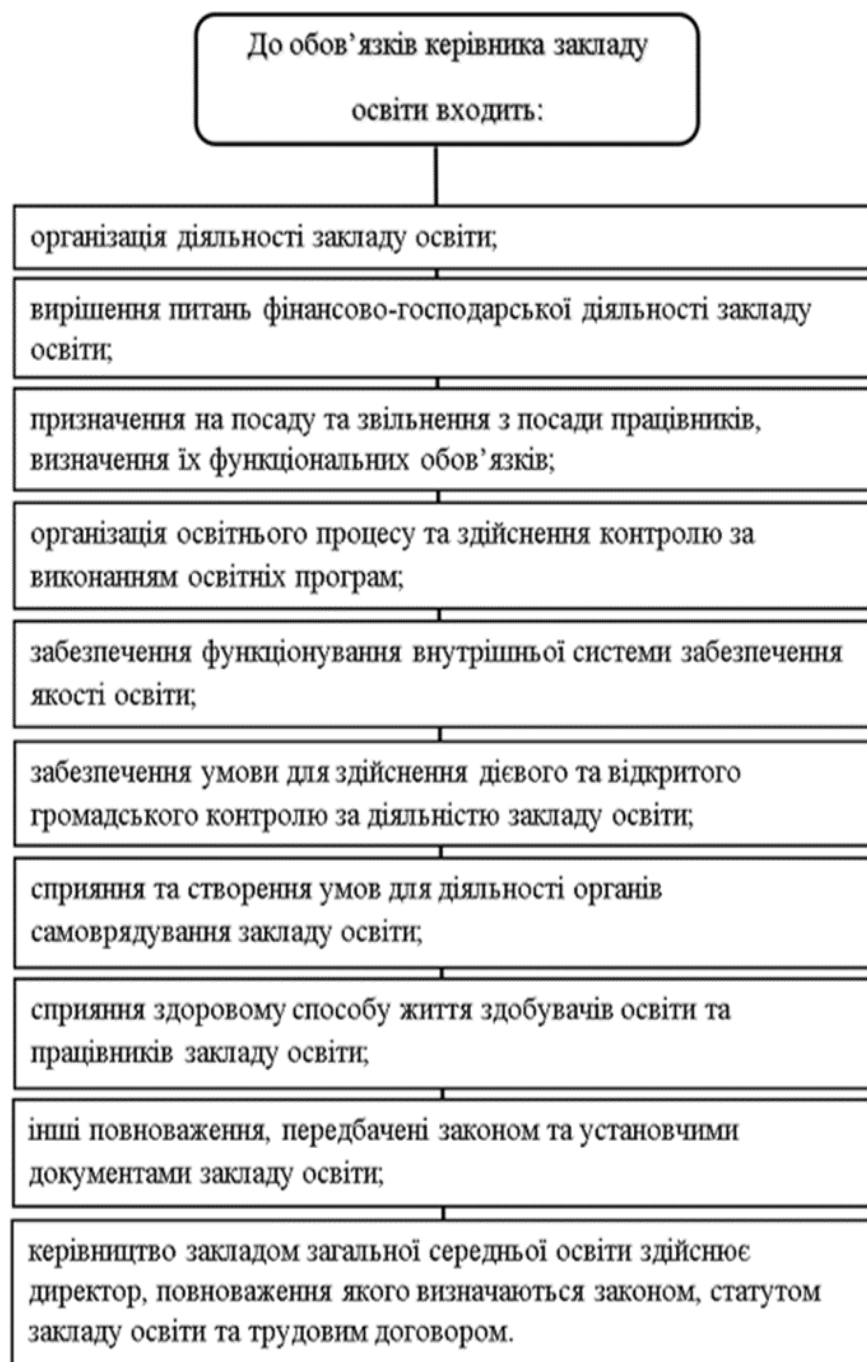 До обов’язків керівника закладу
освіти входить:
організація діяльності закладу освіти;
вирішення питань фінансово-господарської діяльності закладу
освіти;
призначення на посаду та звільнення з посади працівників,
визначення їх функціональних обов’язків;
організація освітнього процесу та здійснення контролю за
виконанням освітніх програм;
забезпечення функціонування внутрішньої системи забезпечення
якості освіти;
забезпечення умови для здійснення дієвого та відкритого
громадського контролю за діяльністю закладу освіти;
сприяння та створення умов для діяльності органів
самоврядування закладу освіти;
сприяння здоровому способу життя здобувачів освіти та
працівників закладу освіти;
інші повноваження, передбачені законом та установчими
документами закладу освіти;
керівництво закладом загальної середньої освіти здійснює
директор, повноваження якого визначаються законом, статутом
закладу освіти та трудовим договором.